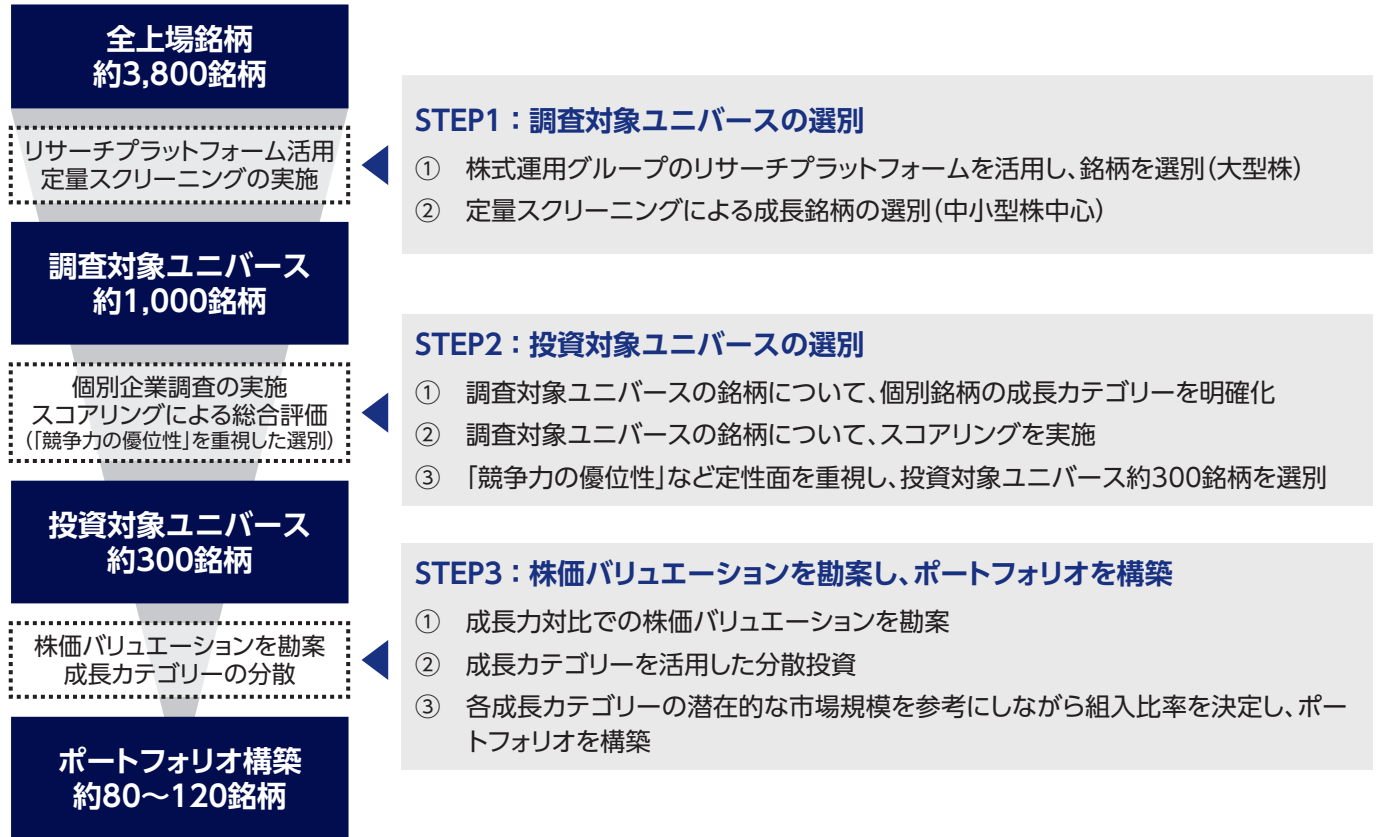 全上場銘柄
約3,800銘柄
リサーチプラットフォーム活用
定量スクリーニングの実施
STEP1：調査対象ユニバースの選別
① 株式運用グループのリサーチプラットフォームを活用し、銘柄を選別（大型株）
② 定量スクリーニングによる成長銘柄の選別（中小型株中心）
調査対象ユニバース
約1,000銘柄
個別企業調査の実施
スコアリングによる総合評価
（「競争力の優位性」を重視した選別）
STEP2：投資対象ユニバースの選別
① 調査対象ユニバースの銘柄について、個別銘柄の成長カテゴリーを明確化
② 調査対象ユニバースの銘柄について、スコアリングを実施
③ 「競争力の優位性」など定性面を重視し、投資対象ユニバース約300銘柄を選別
投資対象ユニバース
約300銘柄
株価バリュエーションを勘案
成長カテゴリーの分散
STEP3：株価バリュエーションを勘案し、ポートフォリオを構築
① 成長力対比での株価バリュエーションを勘案
② 成長カテゴリーを活用した分散投資
③ 各成長カテゴリーの潜在的な市場規模を参考にしながら組入比率を決定し、ポー
トフォリオを構築
ポートフォリオ構築
約80～120銘柄